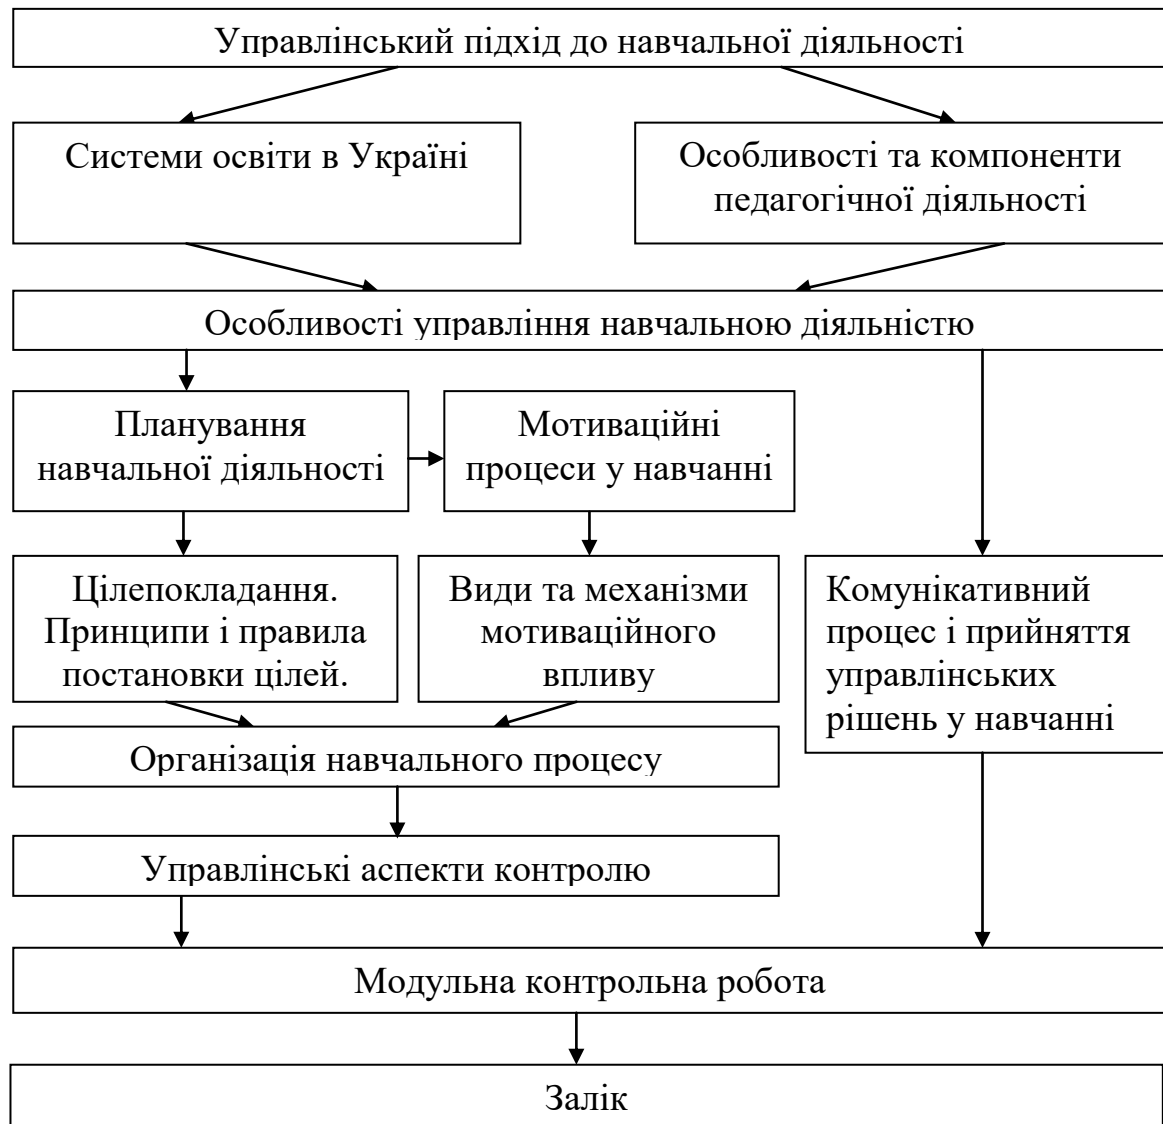 Управлінський підхід до навчальної діяльності
Системи освіти в Україні
Особливості та компоненти
педагогічної діяльності
Особливості управління навчальною діяльністю
Планування
навчальної діяльності
Мотиваційні
процеси у навчанні
Цілепокладання.
Принципи і правила
постановки цілей.
Види та механізми
мотиваційного
впливу
Комунікативний
процес і прийняття
управлінських
рішень у навчанні
Організація навчального процесу
Управлінські аспекти контролю
Модульна контрольна робота
Залік